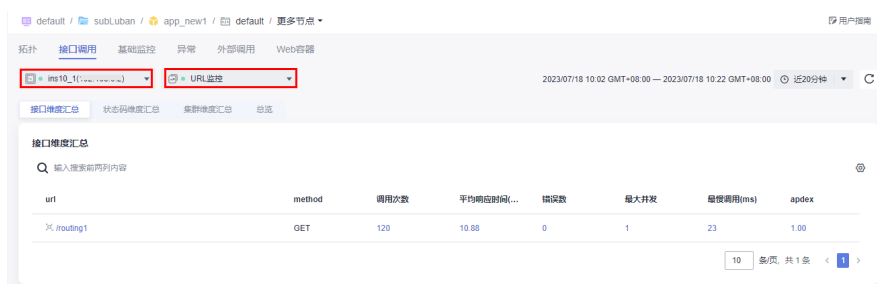 default / subLuban / app_new1 / default / 更多节点 用户指南
拓扑 接口调用 基础监控 异常 外部调用 Web容器
ins10_1( URL监控 2023/07/18 10:02 GMT+08:00 — 2023/07/18 10:22 GMT+08:00 近20分钟
接口维度汇总 状态码维度汇总 集群维度汇总 总览
接口维度汇总
输入搜索前两列内容
url method 调用次数 平均响应时间(... 错误数 最大并发 最慢调用(ms) apdex
/routing1 GET 120 10.88 0 1 23 1.00
10 条/页, 共 1 条 < 1 >